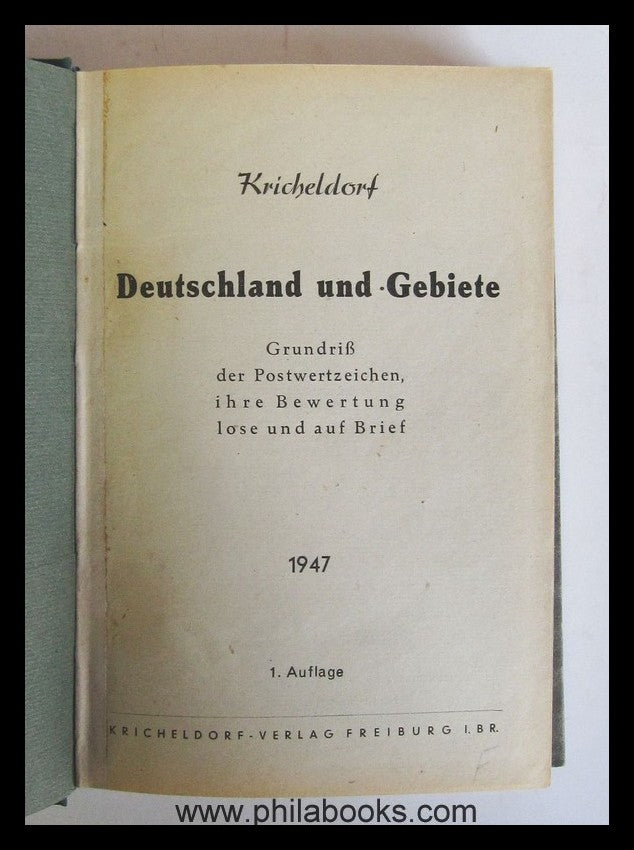 Kricheldorf
Deutschland und Gebiete
Grundriß
der Postwertzeichen,
ihre Bewertung
lose und auf Brief
1947
1. Auflage
KRICHELDORF-VERLAG FREIBURG I. BR.
F
www.philabooks.com